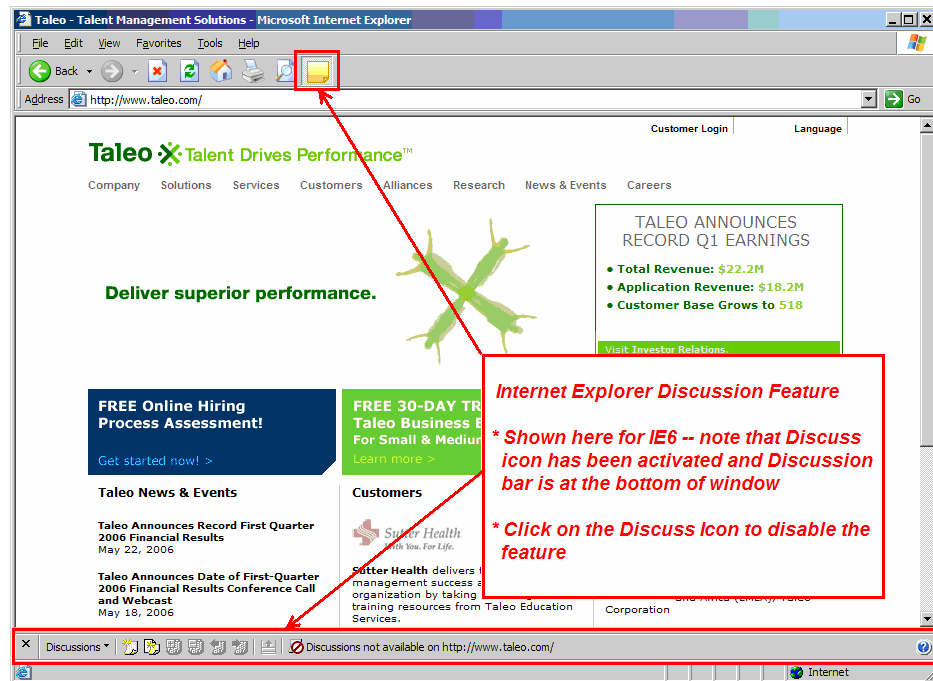 Taleo - Talent Management Solutions - Microsoft Internet Explorer
File Edit View Favorites Tools Help
Back
Address http://www.taleo.com/ Go
Customer Login Language
Taleo Talent Drives Performance™
Company Solutions Services Customers Alliances Research News & Events Careers
TALEO ANNOUNCES
RECORD Q1 EARNINGS
• Total Revenue: $22.2M
• Application Revenue: $18.2M
• Customer Base Grows to 518
Visit Investor Relations.
Deliver superior performance.
FREE Online Hiring
Process Assessment!
Get started now! >
FREE 30-DAY TR
Taleo Business E
For Small & Medium
Learn more >
Internet Explorer Discussion Feature
* Shown here for IE6 -- note that Discuss
icon has been activated and Discussion
bar is at the bottom of window
* Click on the Discuss Icon to disable the
feature
Taleo News & Events
Taleo Announces Record First Quarter
2006 Financial Results
May 22, 2006
Taleo Announces Date of First-Quarter
2006 Financial Results Conference Call
and Webcast
May 18, 2006
Customers
Sutter Health
With You. For Life.
Sutter Health delivers
management success
organization by taking
training resources from Taleo Education
Services.
and Africa (EMEA), Taleo
Corporation
Discussions Discussions not available on http://www.taleo.com/
Internet